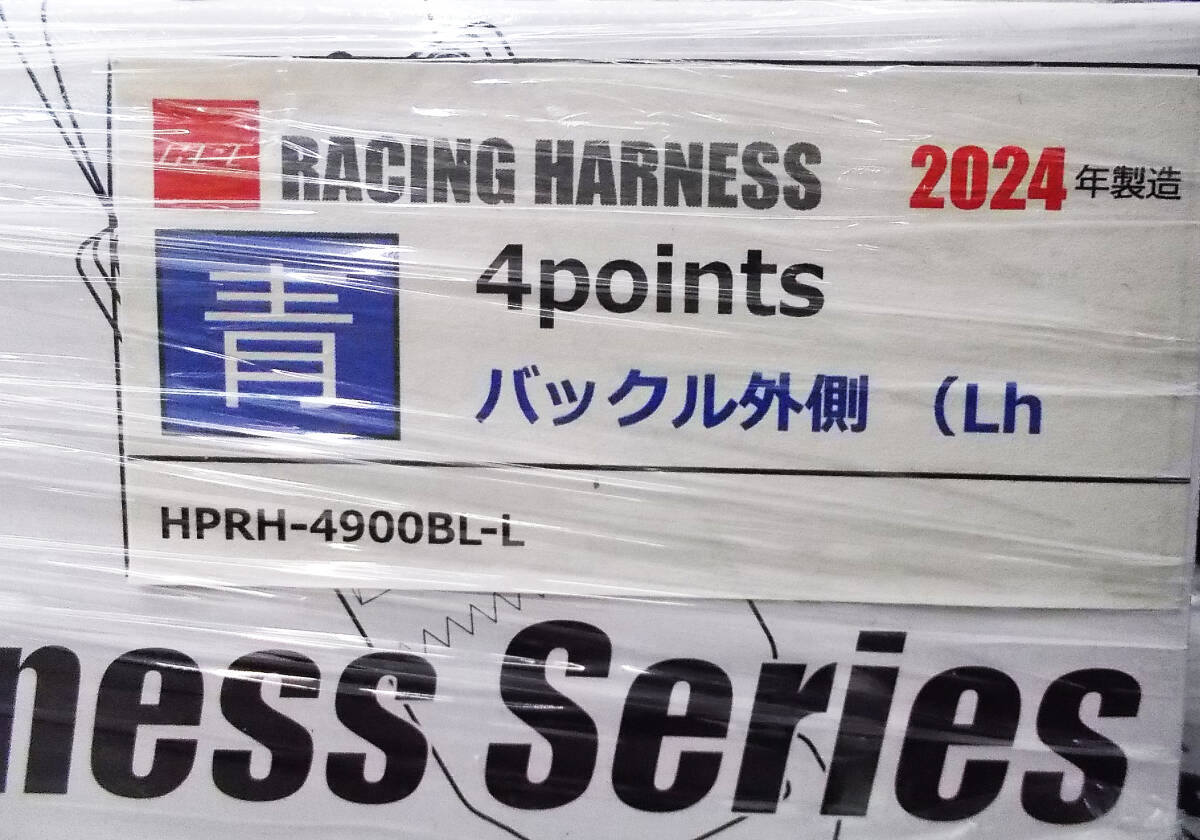 HPI RACING HARNESS 2024年製造
青 4points
バックル外側 （Lh
HPRH-4900BL-L
ness Series